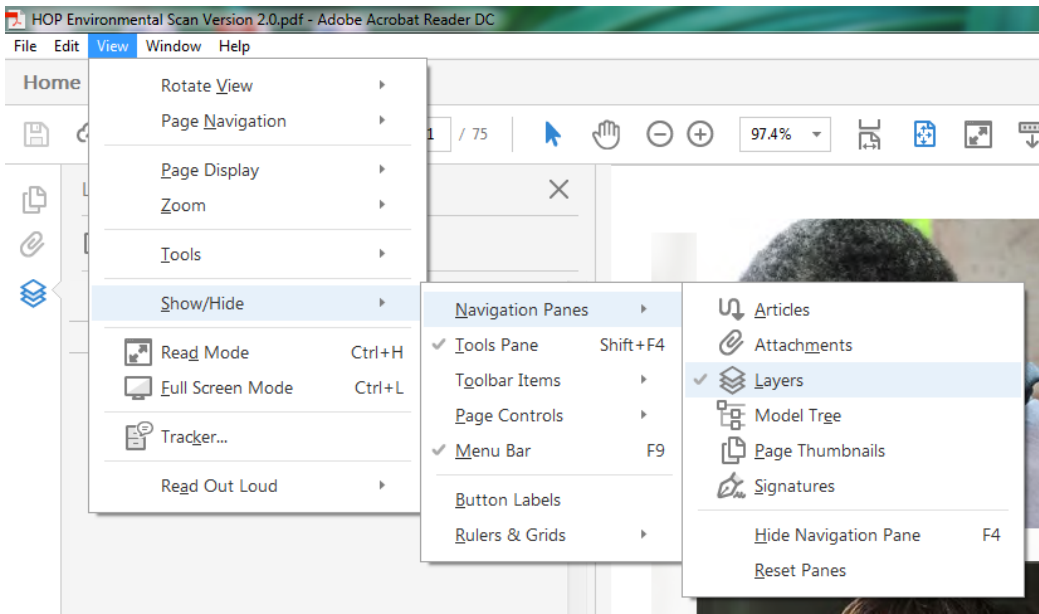 HOP Environmental Scan Version 2.0.pdf - Adobe Acrobat Reader DC
File Edit View Window Help
Home
1 / 75 97.4%
Rotate View
Page Navigation
Page Display
Zoom
Tools
Show/Hide
Read Mode Ctrl+H
Full Screen Mode Ctrl+L
Tracker...
Read Out Loud
Navigation Panes
Tools Pane Shift+F4
Toolbar Items
Page Controls
Menu Bar F9
Button Labels
Rulers & Grids
Articles
Attachments
Layers
Model Tree
Page Thumbnails
Signatures
Hide Navigation Pane F4
Reset Panes